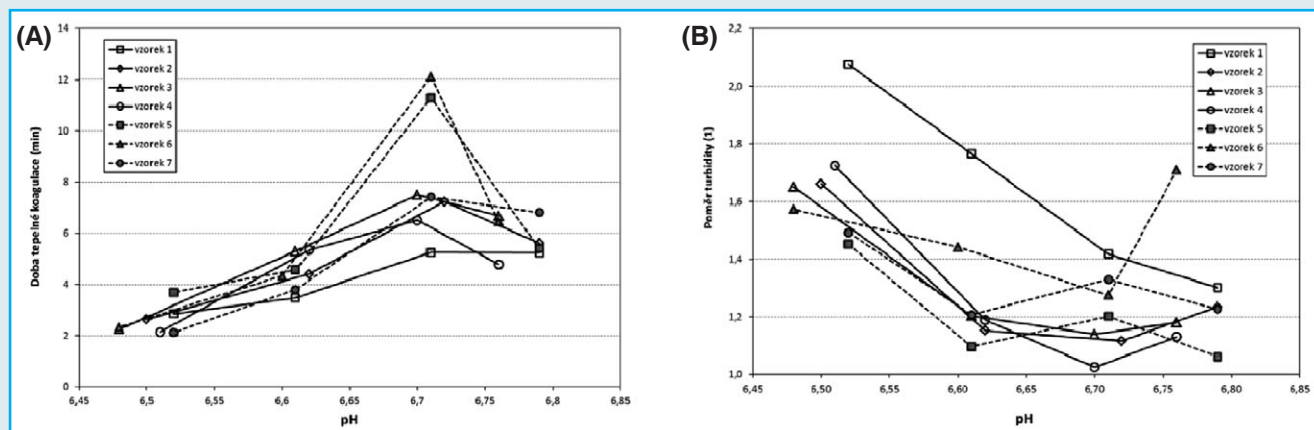 (A)
14
12
10
8
6
4
2
0
Doba tepelné koagulace (min)
vzorek 1
vzorek 2
vzorek 3
vzorek 4
vzorek 5
vzorek 6
vzorek 7
6,45
6,5
6,55
6,6
6,65
6,7
6,75
6,8
6,85
pH
(B)
2,2
2,0
1,8
1,6
1,4
1,2
1,0
Poměr turbidity (1)
vzorek 1
vzorek 2
vzorek 3
vzorek 4
vzorek 5
vzorek 6
vzorek 7
6,45
6,50
6,55
6,60
6,65
6,70
6,75
6,80
6,85
pH